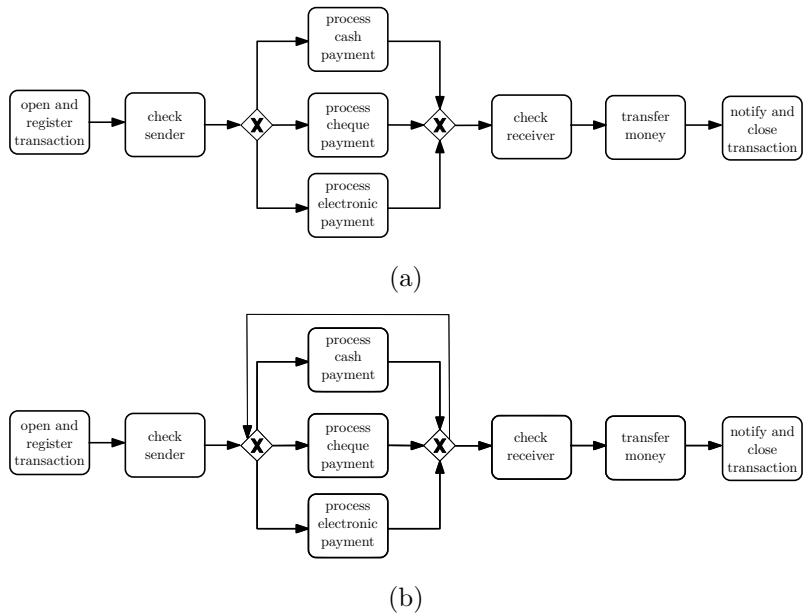 process
cash
payment
open and
register
transaction
check
sender
X
process
cheque
payment
X
check
receiver
transfer
money
notify and
close
transaction
process
electronic
payment
(a)
process
cash
payment
open and
register
transaction
check
sender
X
process
cheque
payment
X
check
receiver
transfer
money
notify and
close
transaction
process
electronic
payment
(b)